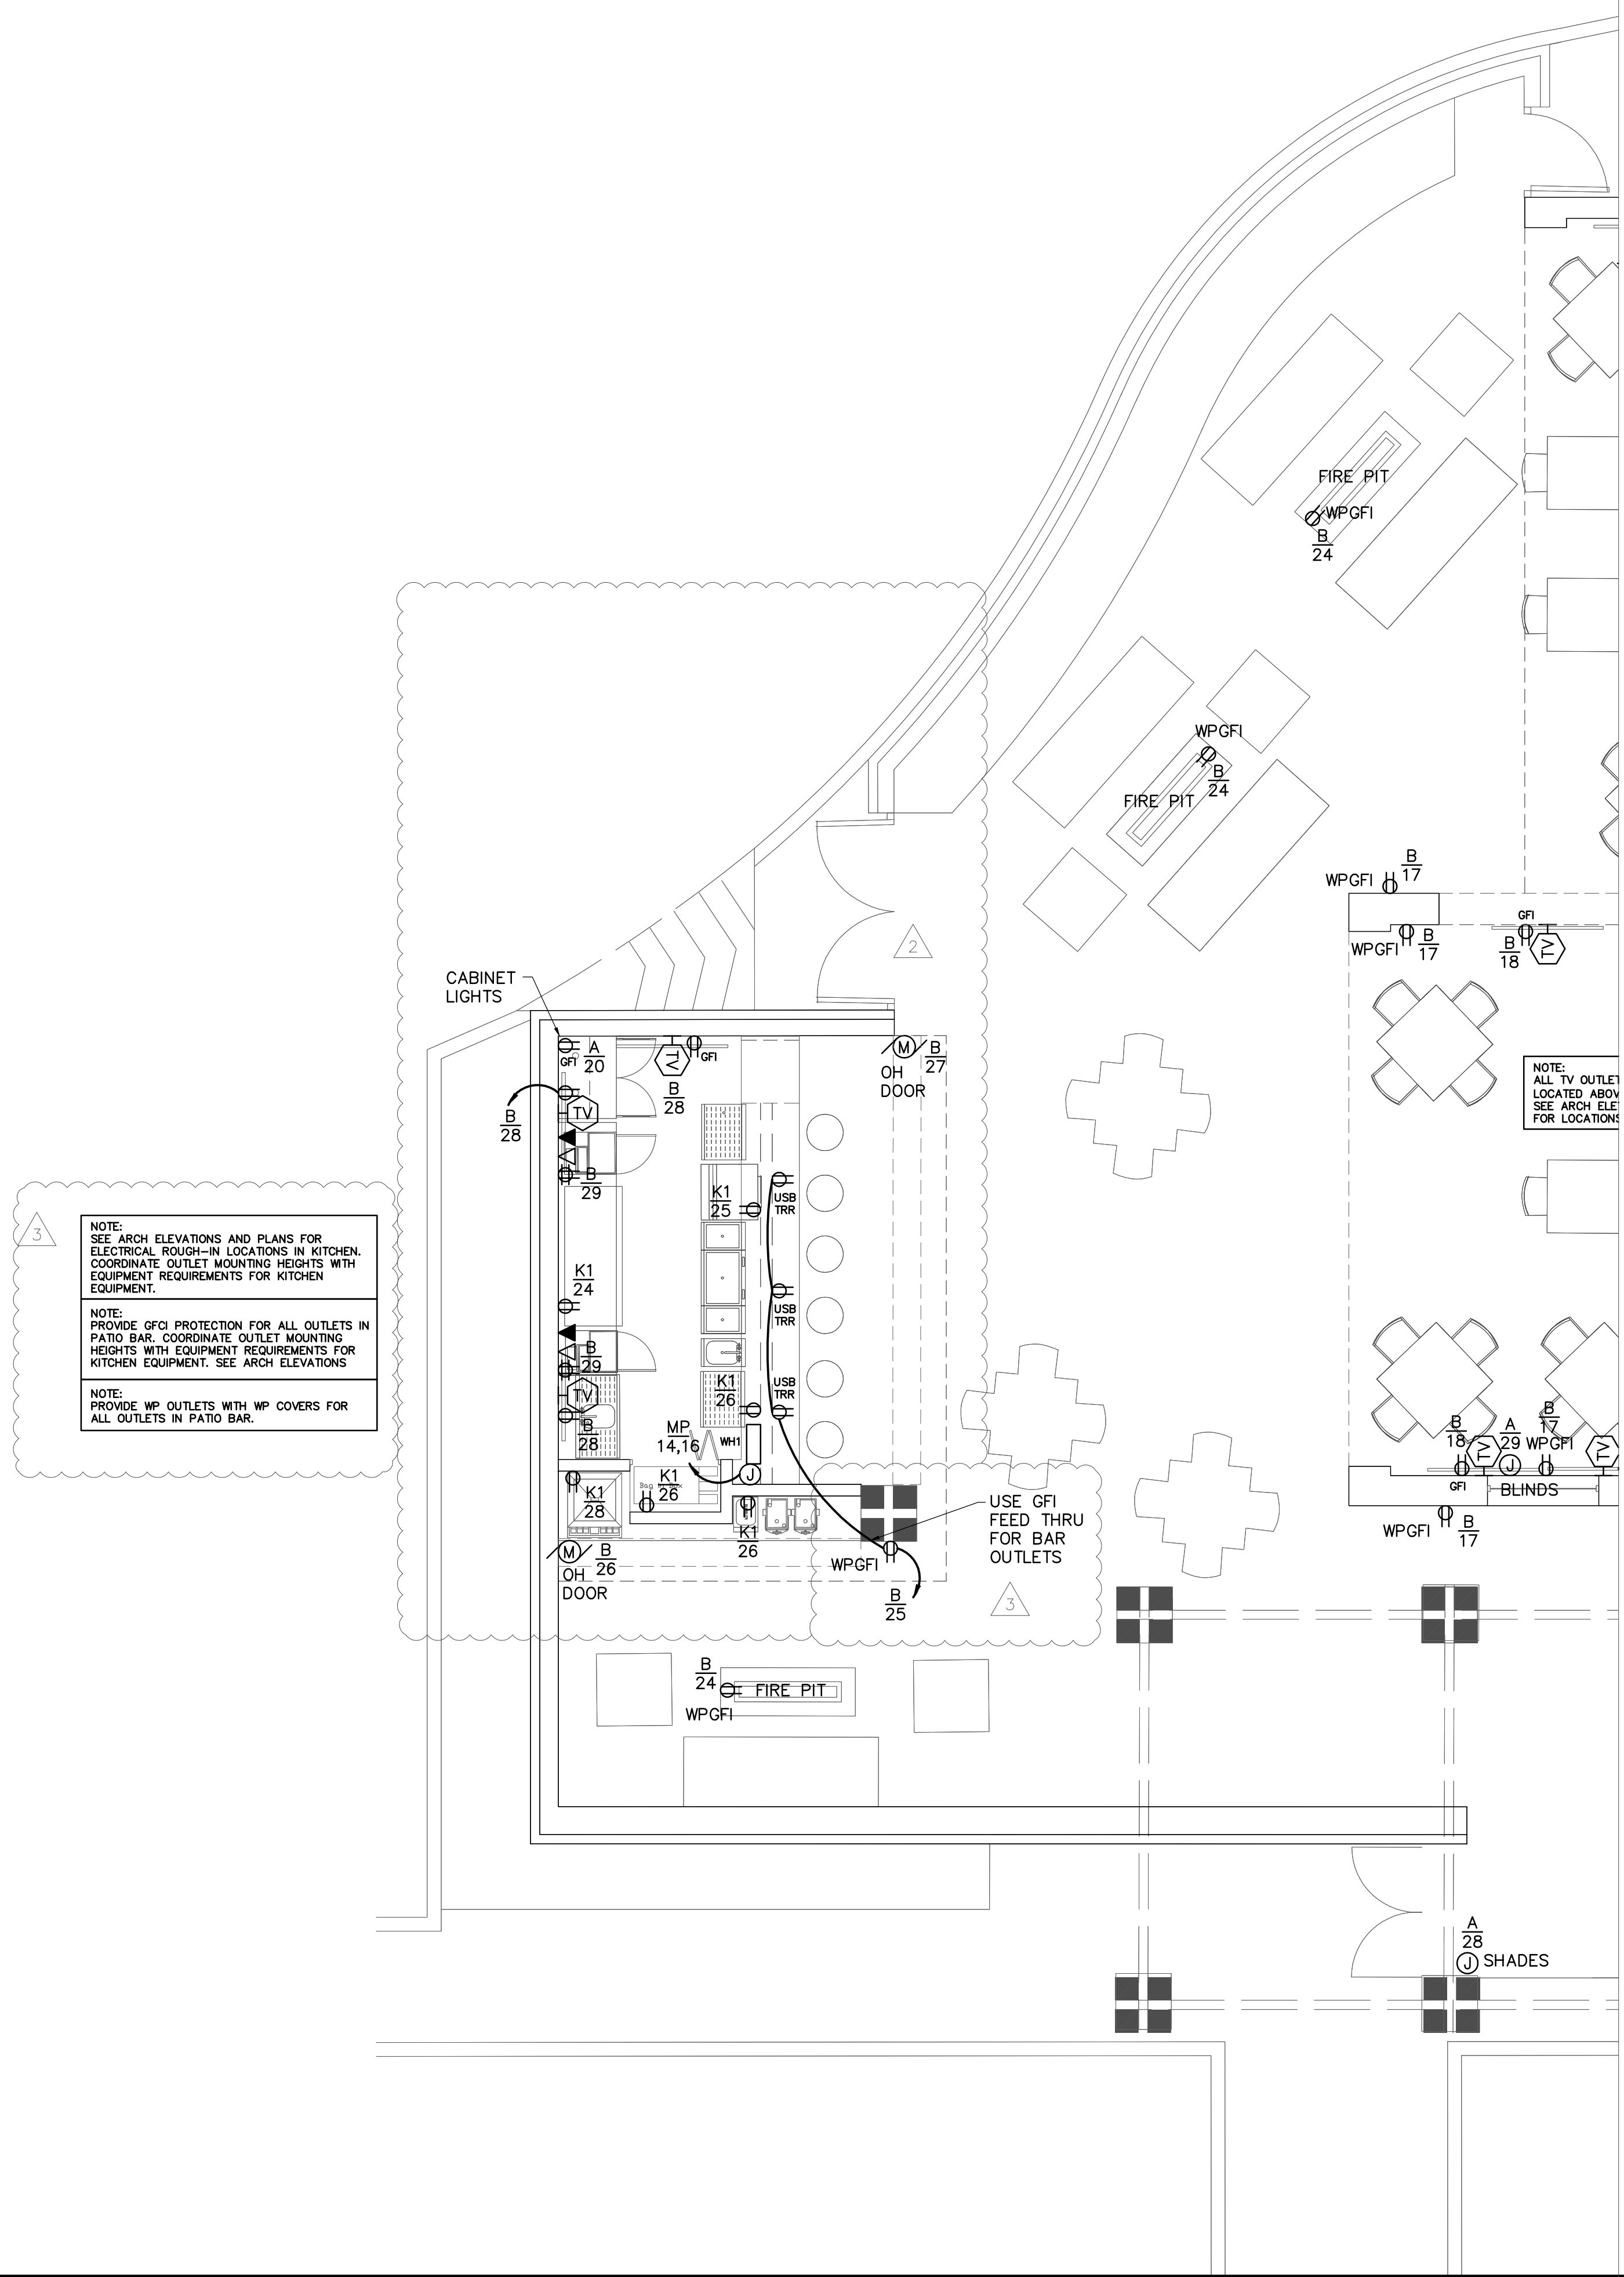 FIRE PIT
WPGFI
B
24
WPGFI
B
24
FIRE PIT
B
17
WPGFI
B
17
WPGFI
GFI
B
18
TV
2
CABINET
LIGHTS
GFI
A
20
TV
GFI
B
28
M
B
27
OH
DOOR
B
28
TV
B
29
K1
25
USB
TRR
K1
24
USB
TRR
B
29
TV
B
28
K1
26
USB
TRR
MP
14,16
WH1
J
K1
26
K1
28
K1
26
M
B
26
OH
DOOR
WPGFI
B
25
USE GFI
FEED THRU
FOR BAR
OUTLETS
3
3
NOTE:
SEE ARCH ELEVATIONS AND PLANS FOR
ELECTRICAL ROUGH-IN LOCATIONS IN KITCHEN.
COORDINATE OUTLET MOUNTING HEIGHTS WITH
EQUIPMENT REQUIREMENTS FOR KITCHEN
EQUIPMENT.
NOTE:
PROVIDE GFCI PROTECTION FOR ALL OUTLETS IN
PATIO BAR. COORDINATE OUTLET MOUNTING
HEIGHTS WITH EQUIPMENT REQUIREMENTS FOR
KITCHEN EQUIPMENT. SEE ARCH ELEVATIONS
NOTE:
PROVIDE WP OUTLETS WITH WP COVERS FOR
ALL OUTLETS IN PATIO BAR.
NOTE:
ALL TV OUTLET
LOCATED ABOV
SEE ARCH ELE
FOR LOCATIONS
B
18
TV
A
29
J
B
17
WPGFI
TV
GFI
BLINDS
WPGFI
B
17
B
24
FIRE PIT
WPGFI
A
28
J SHADES